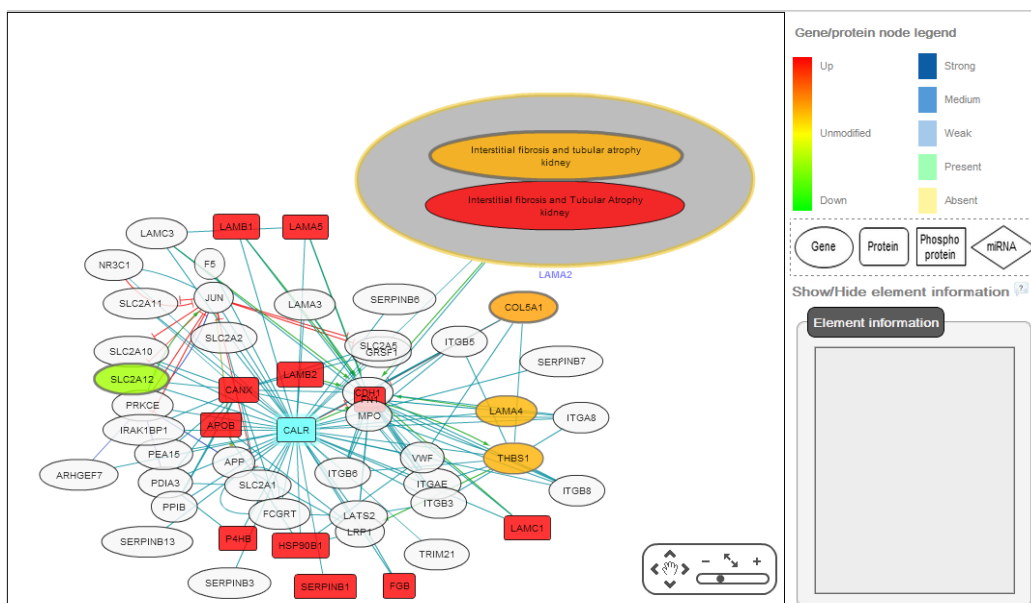 Gene/protein node legend
Up
Unmodified
Down
Strong
Medium
Weak
Present
Absent
Gene
Protein
Phospho
protein
miRNA
Show/Hide element information
?
Element information
Interstitial fibrosis and tubular atrophy
kidney
Interstitial fibrosis and Tubular Atrophy
kidney
LAMA2
LAMB1
LAMA5
LAMC3
NR3C1
F5
SLC2A11
JUN
LAMA3
SERPINB6
COL5A1
SLC2A10
SLC2A2
SLC2A5
GRSF1
ITGB5
SERPINB7
SLC2A12
CANX
LAMB2
CDH1
FN1
PRKCE
APOB
MPO
LAMA4
ITGA8
IRAK1BP1
CALR
PEA15
APP
VWF
THBS1
ARHGEF7
PDIA3
SLC2A1
ITGB6
ITGAE
ITGB8
PPIB
FCGRT
LATS2
ITGB3
SERPINB13
P4HB
HSP90B1
LRP1
LAMC1
TRIM21
SERPINB3
SERPINB1
FGB